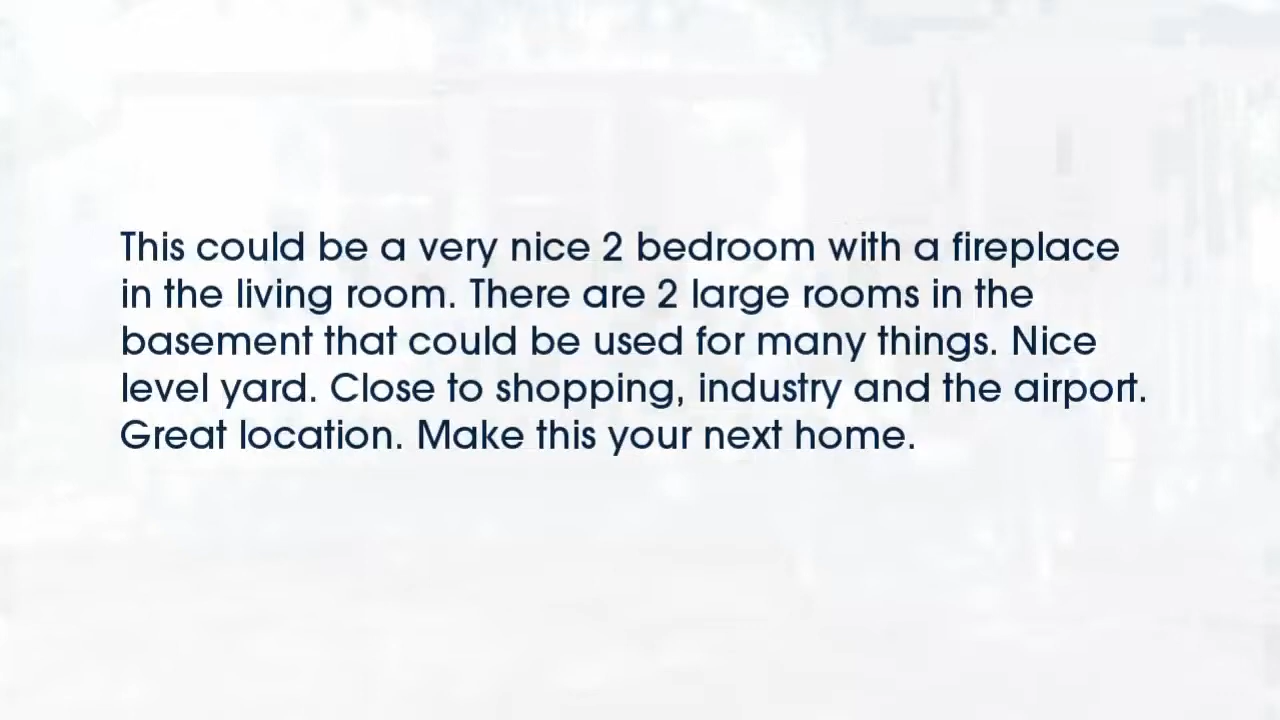 This could be a very nice 2 bedroom with a fireplace
in the living room. There are 2 large rooms in the
basement that could be used for many things. Nice
level yard. Close to shopping, industry and the airport.
Great location. Make this your next home.